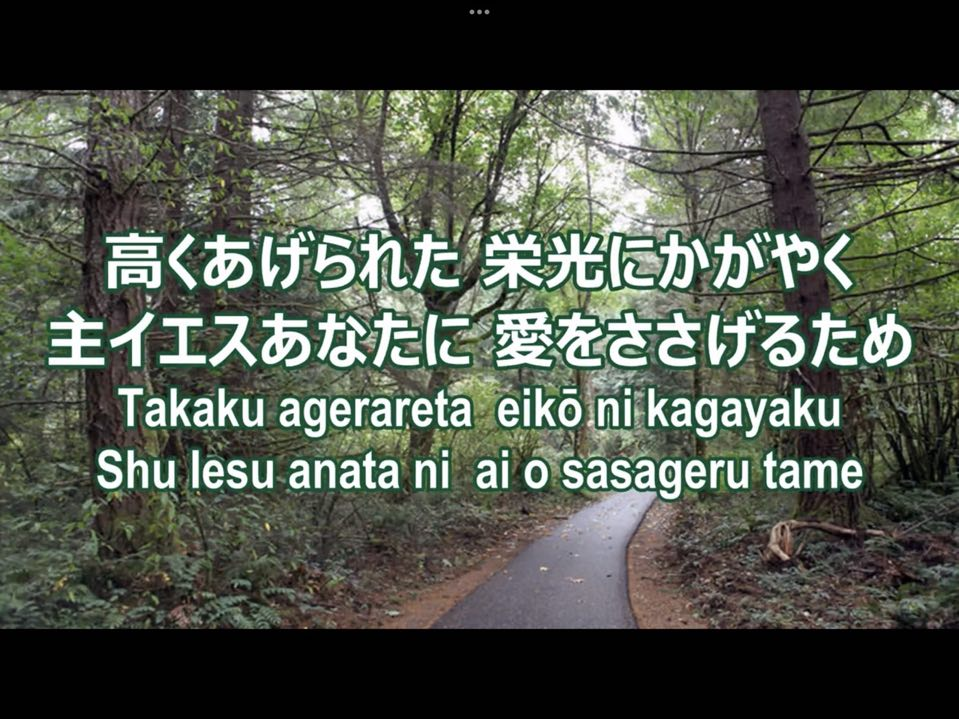 高くあげられた 栄光にかがやく
主イエスあなたに 愛をささげるため
Takaku agerareta eikō ni kagayaku
Shu Iesu anata ni ai o sasageru tame